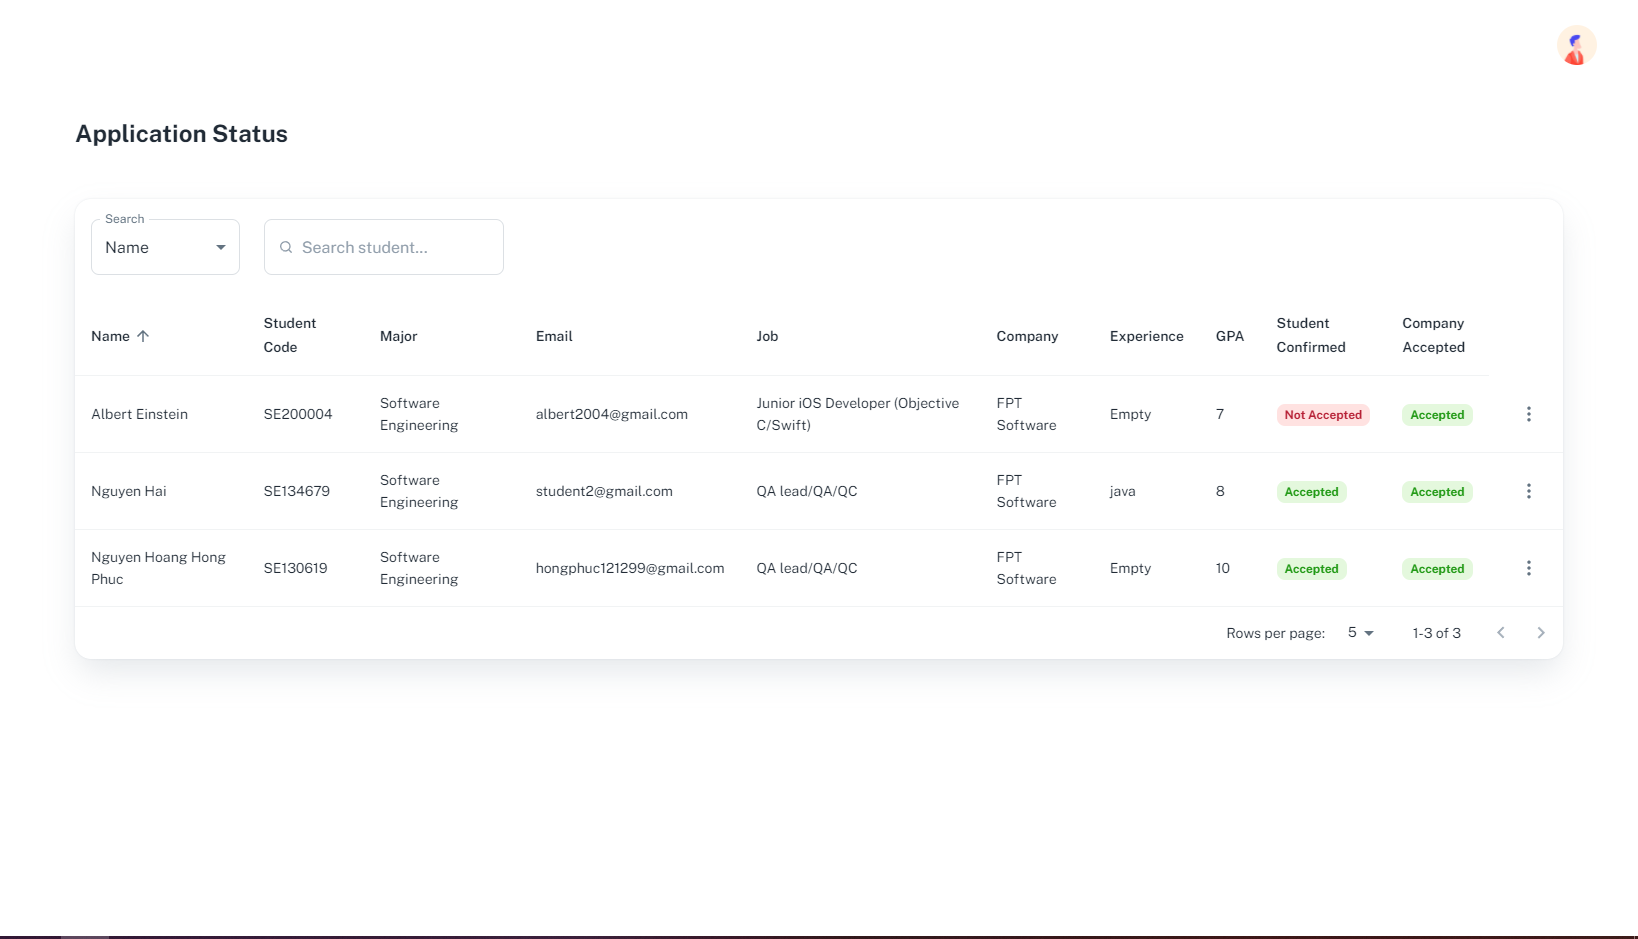 Application Status
Search
Name
Search student...
Name
Student
Code
Major
Email
Job
Company
Experience
GPA
Student
Confirmed
Company
Accepted
Albert Einstein
SE200004
Software
Engineering
albert2004@gmail.com
Junior iOS Developer (Objective
C/Swift)
FPT
Software
Empty
7
Not Accepted
Accepted
Nguyen Hai
SE134679
Software
Engineering
student2@gmail.com
QA lead/QA/QC
FPT
Software
java
8
Accepted
Accepted
Nguyen Hoang Hong
Phuc
SE130619
Software
Engineering
hongphuc121299@gmail.com
QA lead/QA/QC
FPT
Software
Empty
10
Accepted
Accepted
Rows per page: 5 1-3 of 3